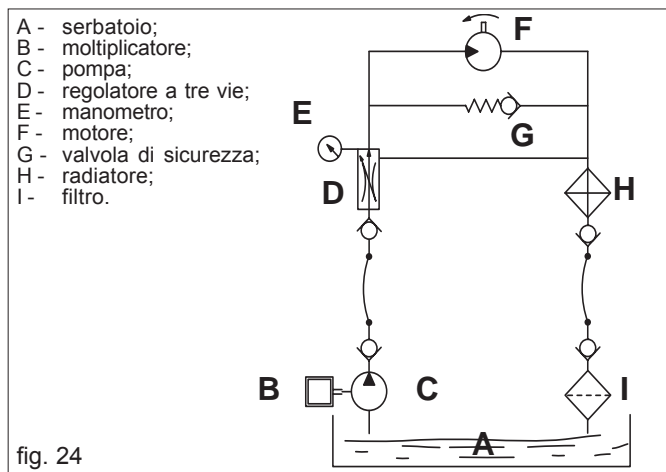 A - serbatoio;
B - moltiplicatore;
C - pompa;
D - regolatore a tre vie;
E - manometro;
F - motore;
G - valvola di sicurezza;
H - radiatore;
I - filtro.
F
E
G
D
H
B
C
I
A
fig. 24